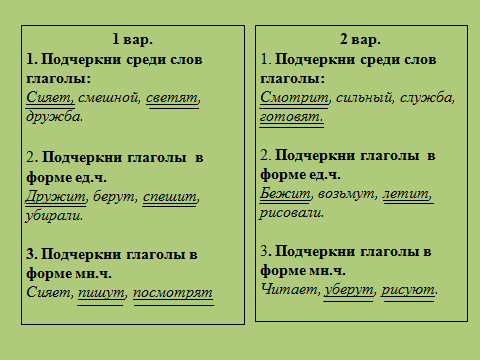 1 вар.
1. Подчеркни среди слов
глаголы:
Сияет, смешной, светят,
дружба.
2. Подчеркни глаголы в
форме ед.ч.
Дружит, берут, спешит,
убирали.
3. Подчеркни глаголы в
форме мн.ч.
Сияет, пишут, посмотрят
2 вар.
1. Подчеркни среди слов
глаголы:
Смотрит, сильный, служба,
готовят.
2. Подчеркни глаголы в
форме ед.ч.
Бежит, возьмут, летит,
рисовали.
3. Подчеркни глаголы в
форме мн.ч.
Читает, уберут, рисуют.